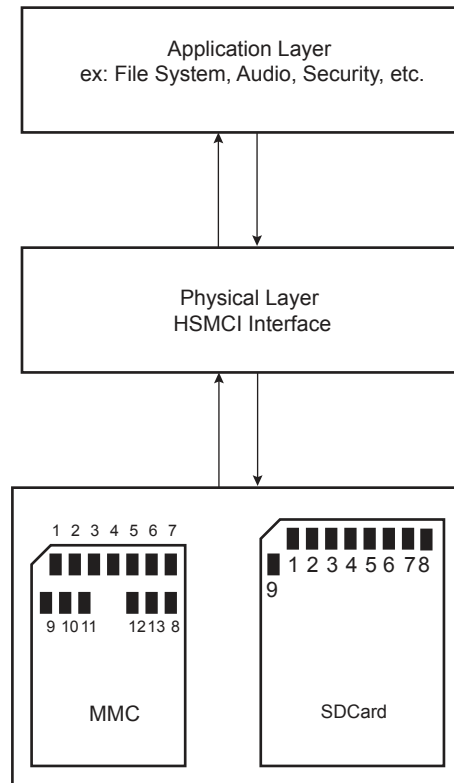 Application Layer
ex: File System, Audio, Security, etc.
Physical Layer
HSMCI Interface
1 2 3 4 5 6 7
9 10 11 12 13 8
MMC
1 2 3 4 5 6 7 8
9
SDCard